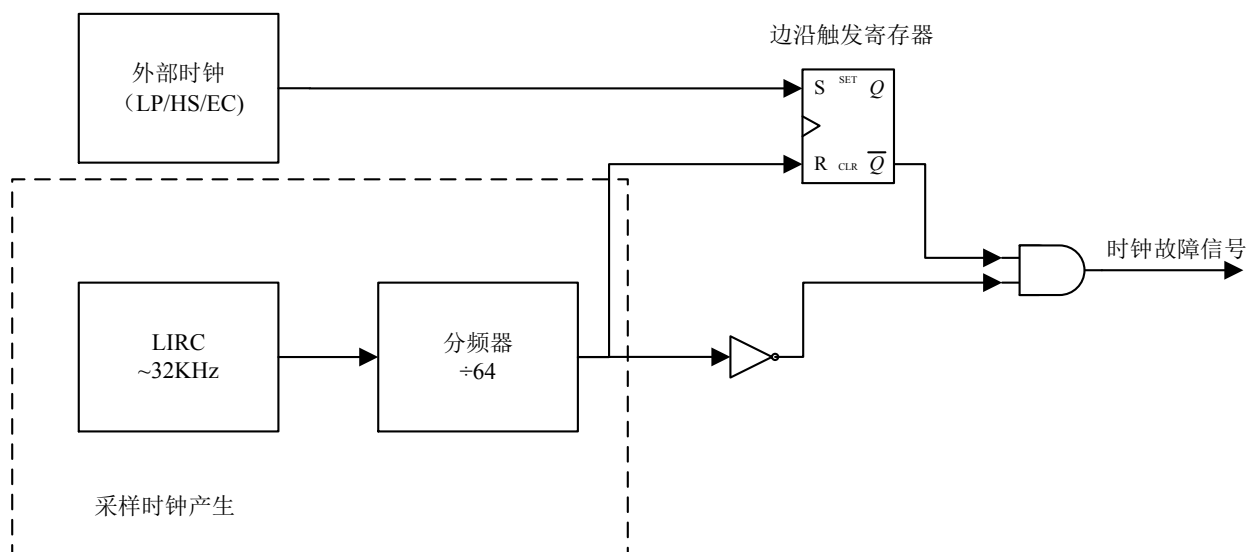 边沿触发寄存器
外部时钟
（LP/HS/EC)
S SET Q
R CLR Q̅
时钟故障信号
LIRC
~32KHz
分频器
÷64
采样时钟产生